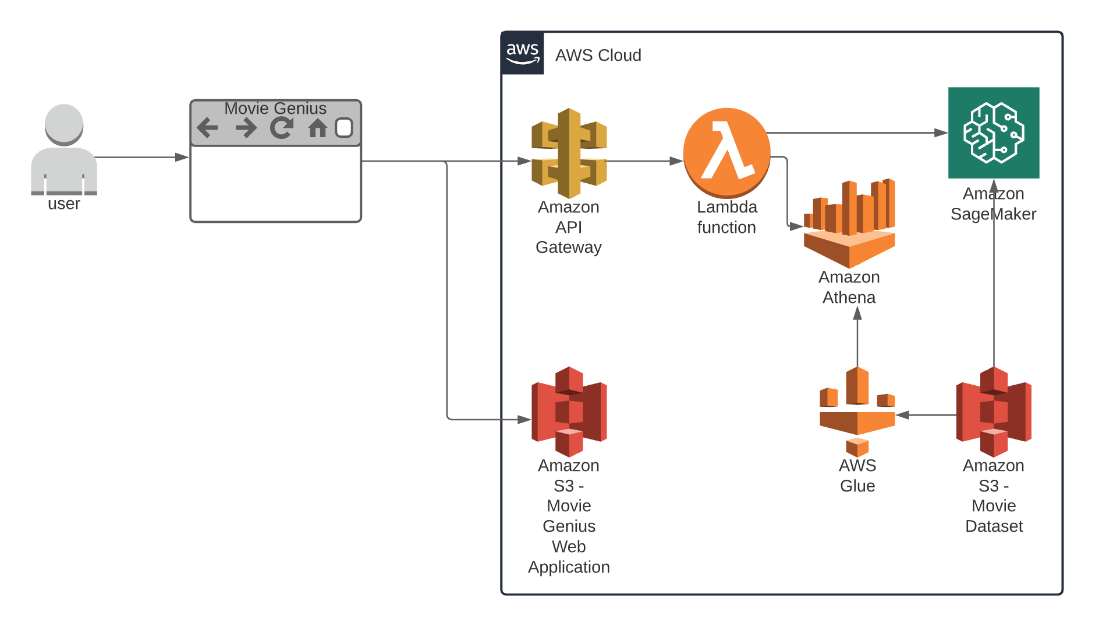 aws
AWS Cloud
Movie Genius
user
Amazon
API
Gateway
Lambda
function
Amazon
SageMaker
Amazon
Athena
Amazon
S3 -
Movie
Genius
Web
Application
AWS
Glue
Amazon
S3 -
Movie
Dataset